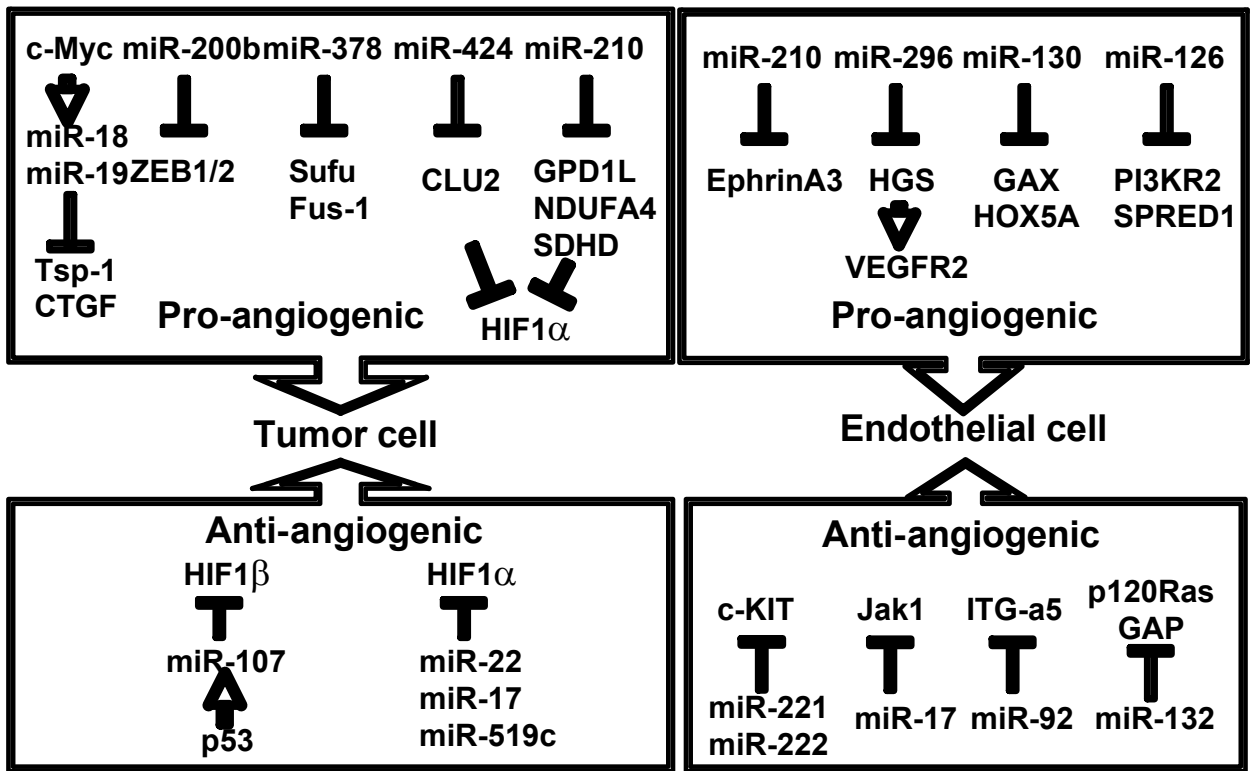 c-Myc miR-200b miR-378 miR-424 miR-210
miR-18
miR-19 ZEB1/2 Sufu CLU2 GPD1L
Fus-1 NDUFA4
SDHD
Tsp-1
CTGF
Pro-angiogenic HIF1α
miR-210 miR-296 miR-130 miR-126
EphrinA3 HGS GAX PI3KR2
HOX5A SPRED1
VEGFR2
Pro-angiogenic
Tumor cell
Endothelial cell
Anti-angiogenic
HIF1β HIF1α
miR-107 miR-22
miR-17
p53 miR-519c
Anti-angiogenic
c-KIT Jak1 ITG-a5 p120Ras
GAP
miR-221 miR-17 miR-92 miR-132
miR-222